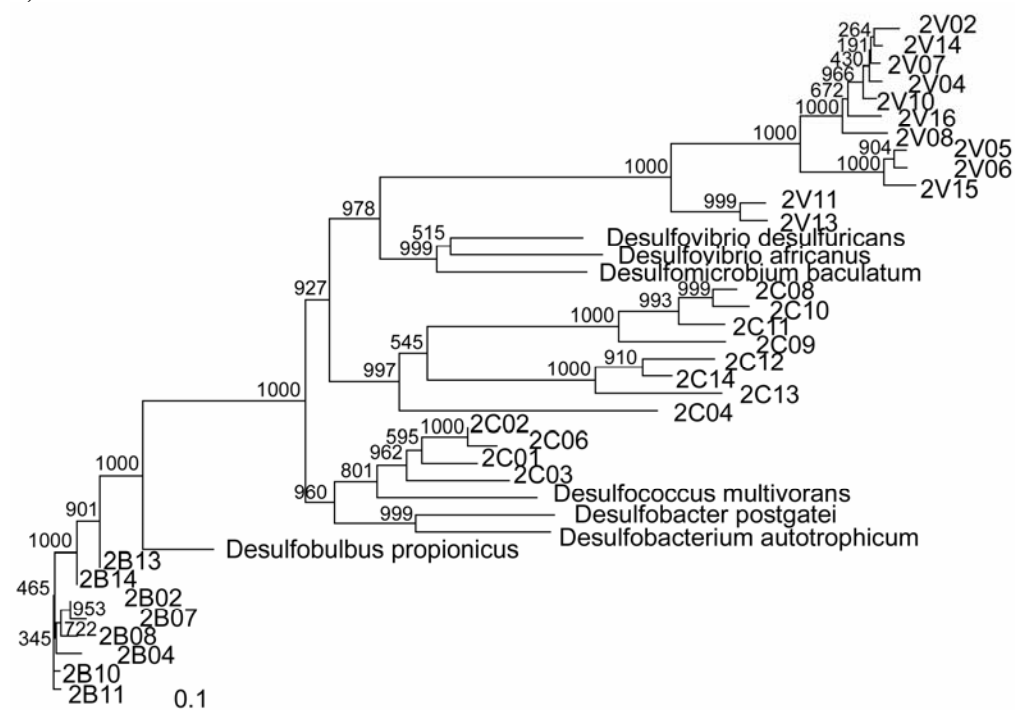 264
2V02
191
2V14
430
2V07
966
2V04
672
2V10
1000
2V16
1000
2V08
904
2V05
1000
2V06
1000
2V15
999
2V11
978
2V13
515
Desulfovibrio desulfuricans
999
Desulfovibrio africanus
Desulfomicrobium baculatum
927
999
2C08
993
2C10
1000
2C11
545
2C09
910
2C12
997
1000
2C14
1000
2C13
2C04
1000
2C02
595
2C06
962
2C01
801
2C03
960
Desulfococcus multivorans
1000
999
Desulfobacter postgatei
901
Desulfobacterium autotrophicum
1000
Desulfobulbus propionicus
2B13
2B14
465
2B02
953
2B07
722
2B08
345
2B04
2B10
2B11
0.1